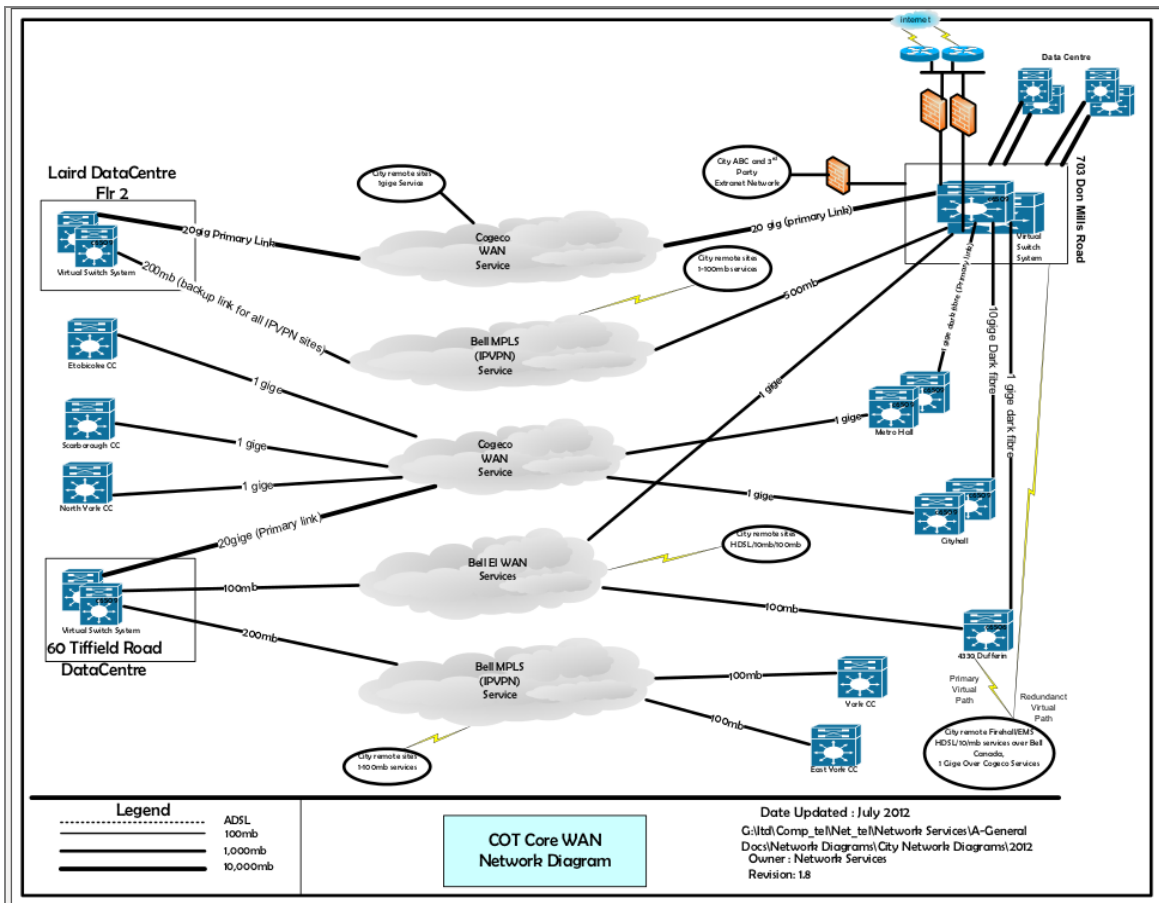 internet
Data Centre
703 Don Mills Road
City ABC and 3rd
Party
Extranet Network
City remote sites
1gige Service
Laird DataCentre
Flr 2
Virtual Switch System
20gig Primary Link
Cogeco
WAN
Service
20 gig (primary Link)
Virtual
Switch
System
200mb (backup link for all IPVPN sites)
City remote sites
1-100mb services
500mb
Bell MPLS
(IPVPN)
Service
1 gige dark fibre (Primary link)
10gige Dark fibre
1 gige dark fibre
Etobicoke CC
1 gige
1 gige
Scarborough CC
1 gige
Cogeco
WAN
Service
1 gige
Metro Hall
North York CC
1 gige
1 gige
Cityhall
20gige (Primary link)
City remote sites
HDSL/10mb/100mb
Bell EI WAN
Services
100mb
100mb
Virtual Switch System
60 Tiffield Road
DataCentre
200mb
4330 Dufferin
Bell MPLS
(IPVPN)
Service
100mb
York CC
100mb
East York CC
Primary
Virtual
Path
Redundanct
Virtual
Path
City remote sites
1-100mb services
City remote Firehall/EMS
HDSL/10/mb services over Bell
Canada,
1 Gige Over Cogeco Services
Legend
ADSL
100mb
1,000mb
10,000mb
COT Core WAN
Network Diagram
Date Updated : July 2012
G:\Itd\Comp_tel\Net_tel\Network Services\A-General
Docs\Network Diagrams\City Network Diagrams\2012
Owner : Network Services
Revision: 1.8